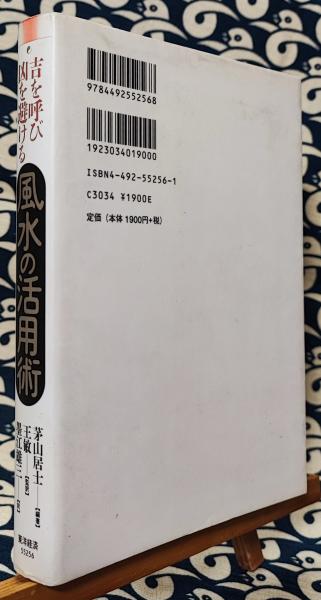 吉を呼び
凶を避ける
風水の活用術
茅山居士
王敏
墨江雄三
東洋経済
55256
9784492552568
1923034019000
ISBN4-492-55256-1
C3034 ¥1900E
定価(本体1900円+税)